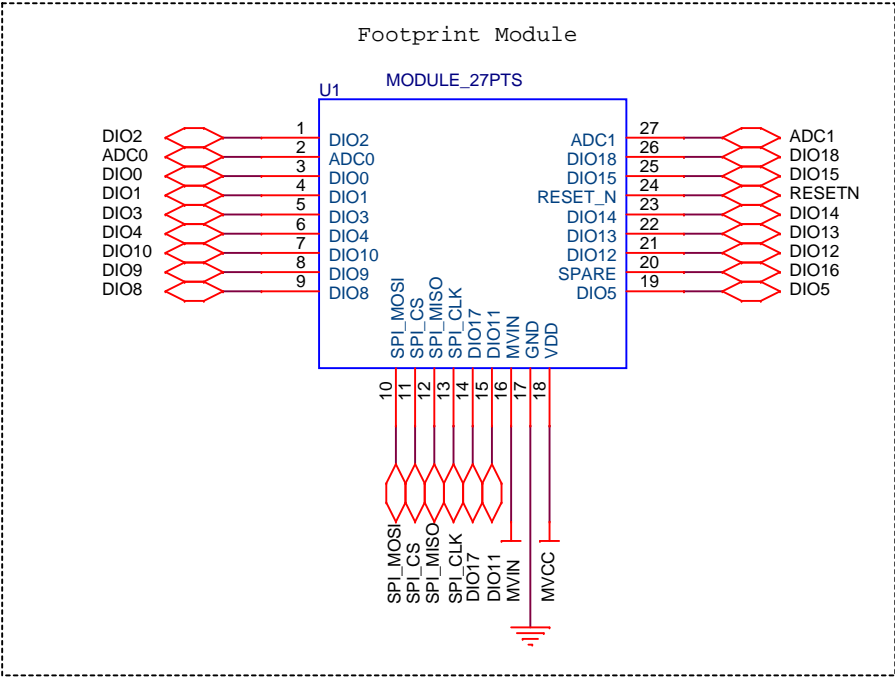 Footprint Module
U1
MODULE_27PTS
DIO2 1 DIO2
ADC0 2 ADC0
DIO0 3 DIO0
DIO1 4 DIO1
DIO3 5 DIO3
DIO4 6 DIO4
DIO10 7 DIO10
DIO9 8 DIO9
DIO8 9 DIO8
ADC1 27 ADC1
DIO18 26 DIO18
DIO15 25 DIO15
RESET_N 24 RESETN
DIO14 23 DIO14
DIO13 22 DIO13
DIO12 21 DIO12
SPARE 20 DIO16
DIO5 19 DIO5
SPI_MOSI 10 SPI_MOSI
SPI_CS 11 SPI_CS
SPI_MISO 12 SPI_MISO
SPI_CLK 13 SPI_CLK
DIO17 14 DIO17
DIO11 15 DIO11
MVIN 16 MVIN
GND 17
VDD 18 MVCC